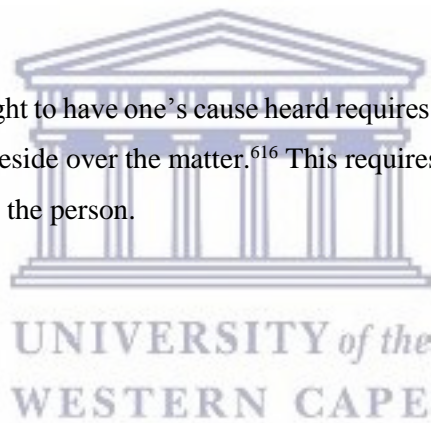 ght to have one’s cause heard requires
eside over the matter.⁶¹⁶ This requires
the person.
UNIVERSITY of the
WESTERN CAPE